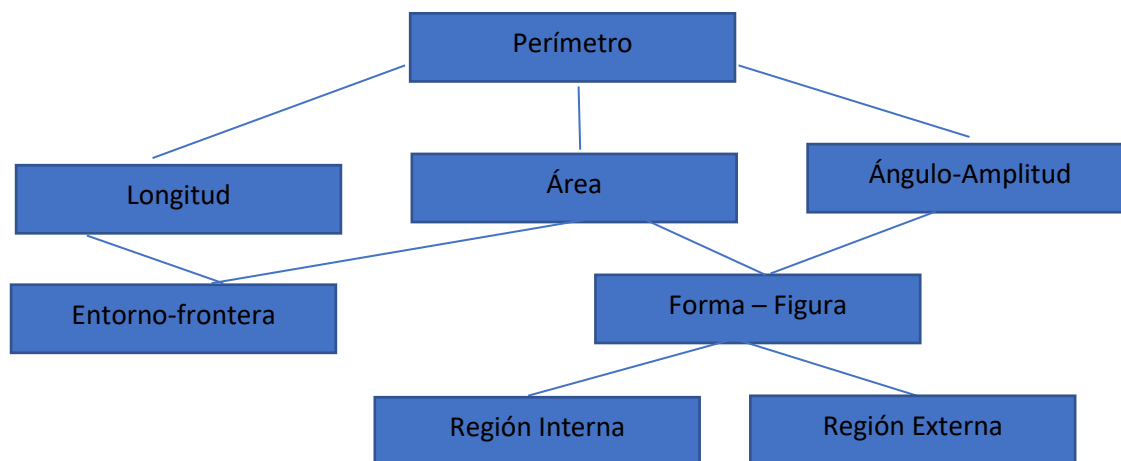 Perímetro
Longitud
Área
Ángulo-Amplitud
Entorno-frontera
Forma – Figura
Región Interna
Región Externa